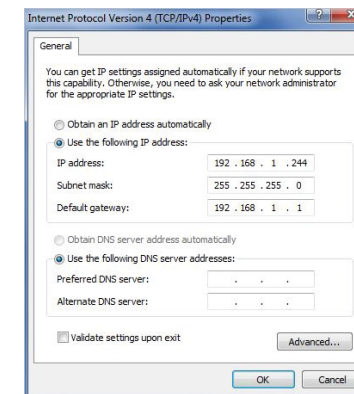 Internet Protocol Version 4 (TCP/IPv4) Properties
General
You can get IP settings assigned automatically if your network supports
this capability. Otherwise, you need to ask your network administrator
for the appropriate IP settings.
Obtain an IP address automatically
Use the following IP address:
IP address: 192 . 168 . 1 . 244
Subnet mask: 255 . 255 . 255 . 0
Default gateway: 192 . 168 . 1 . 1
Obtain DNS server address automatically
Use the following DNS server addresses:
Preferred DNS server: . . .
Alternate DNS server: . . .
Validate settings upon exit
Advanced...
OK Cancel